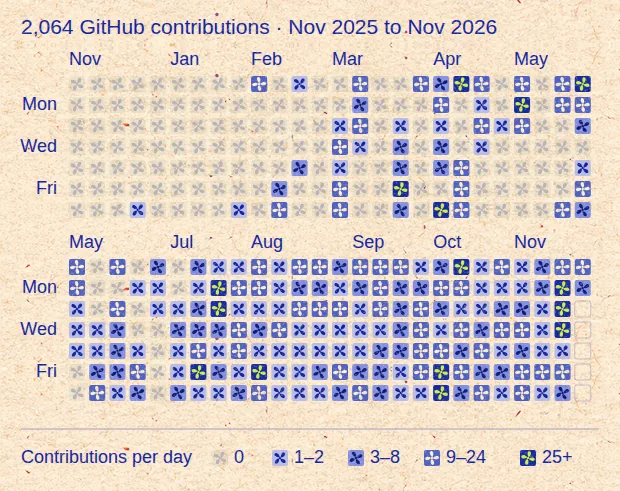 2,064 GitHub contributions · Nov 2025 to Nov 2026
Nov Jan Feb Mar Apr May
Mon
Wed
Fri
May Jul Aug Sep Oct Nov
Mon
Wed
Fri
Contributions per day 0 1–2 3–8 9–24 25+